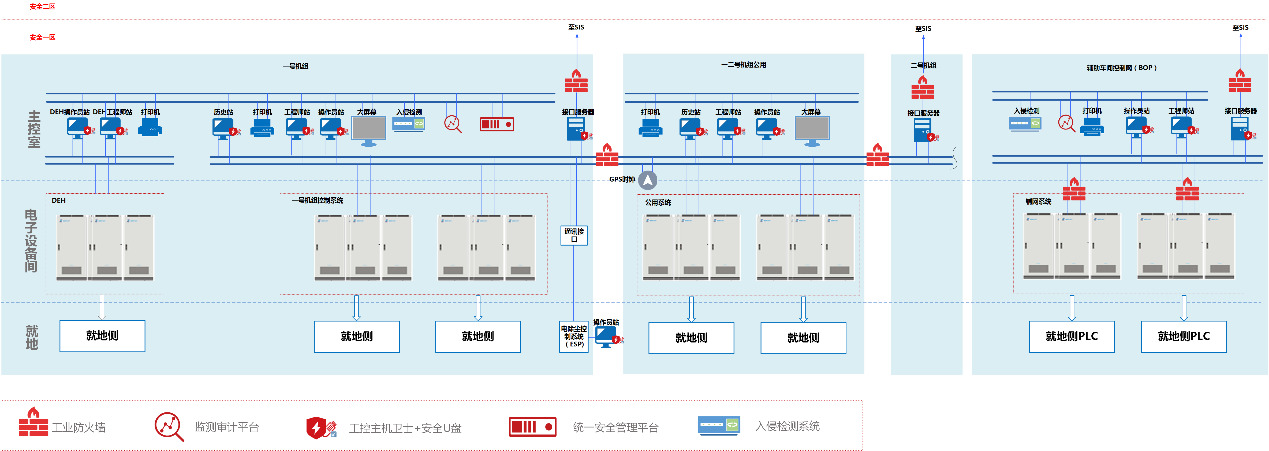 安全二区
安全一区
至SIS
至SIS
至SIS
一号机组
一二号机组公用
二号机组
辅助车间控制网（BOP）
主控室
DEH操作员站
DEH工程师站
打印机
历史站
打印机
工程师站
操作员站
大屏幕
入侵检测
接口服务器
打印机
历史站
工程师站
操作员站
大屏幕
接口服务器
入侵检测
打印机
操作员站
工程师站
接口服务器
GPS时钟
电子设备间
DEH
一号机组控制系统
通讯接口
公用系统
辅网系统
就地
就地侧
就地侧
就地侧
电除尘控制系统（ESP）
操作员站
就地侧
就地侧
就地侧PLC
就地侧PLC
工业防火墙
监测审计平台
工控主机卫士+安全U盘
统一安全管理平台
入侵检测系统